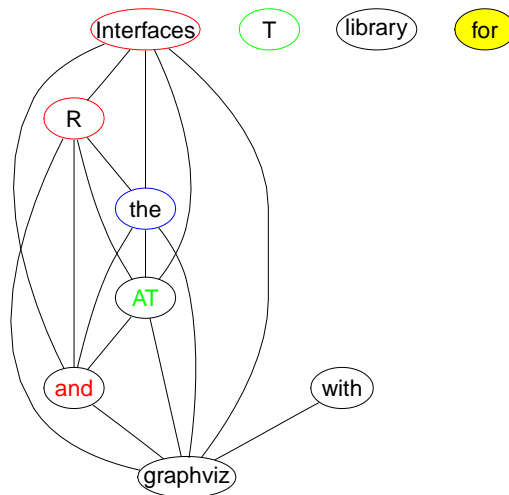 Interfaces T library for
R
the
AT
and with
graphviz